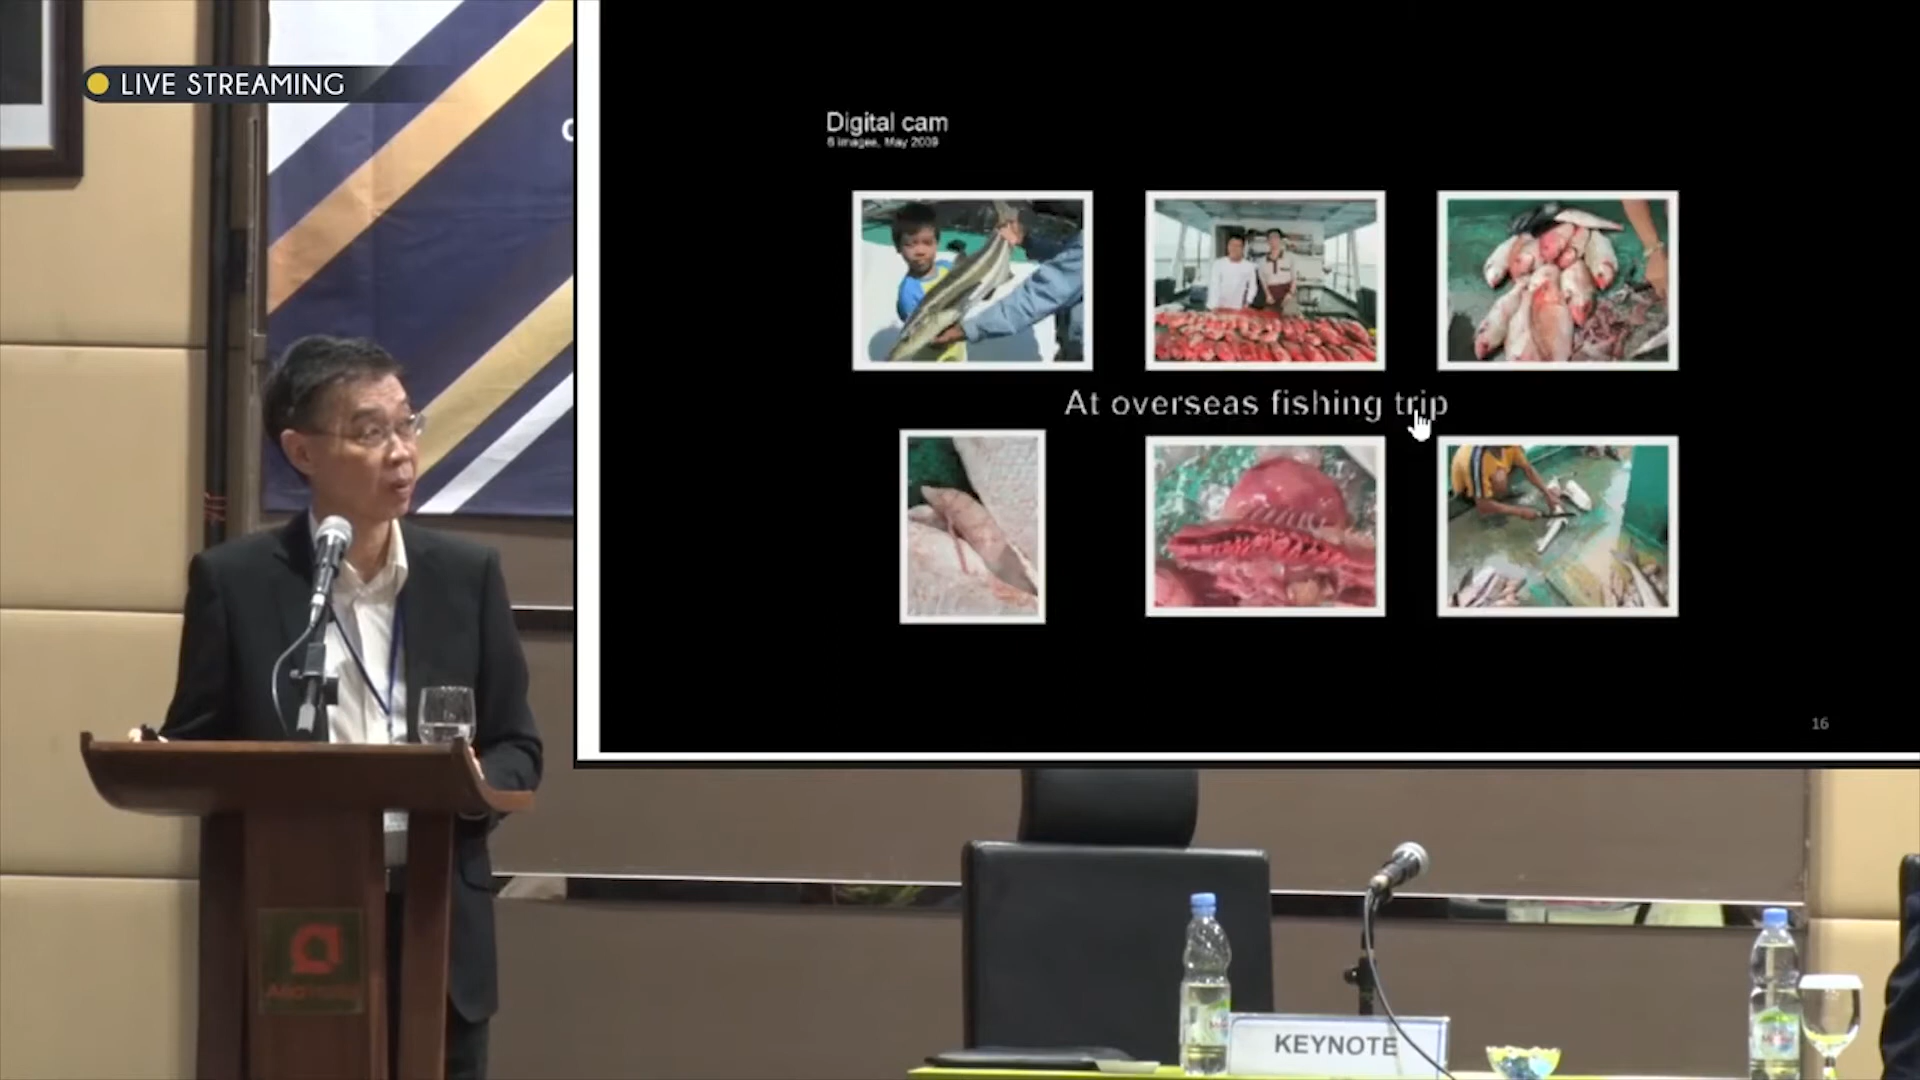 LIVE STREAMING
Digital cam
6 images, May 2009
At overseas fishing trip
16
KEYNOTE